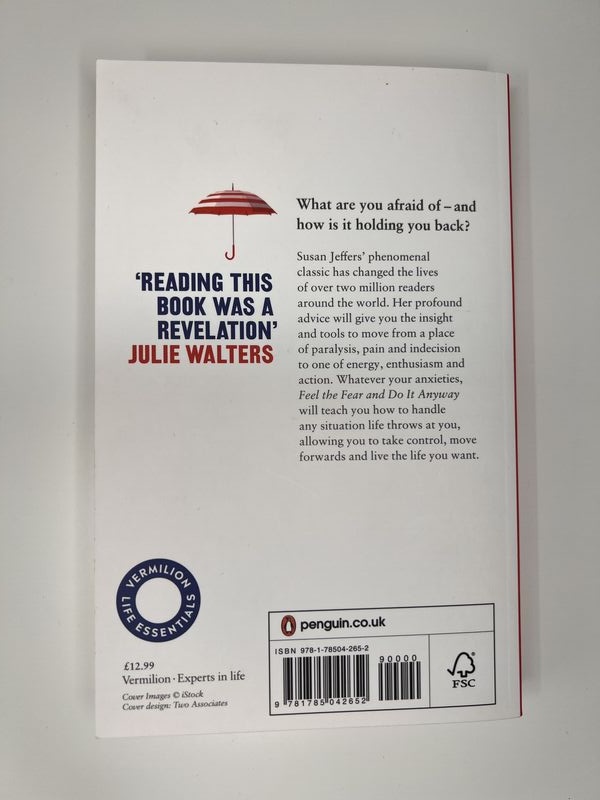 What are you afraid of – and
how is it holding you back?
Susan Jeffers’ phenomenal
classic has changed the lives
of over two million readers
around the world. Her profound
advice will give you the insight
and tools to move from a place
of paralysis, pain and indecision
to one of energy, enthusiasm and
action. Whatever your anxieties,
Feel the Fear and Do It Anyway
will teach you how to handle
any situation life throws at you,
allowing you to take control, move
forwards and live the life you want.
‘READING THIS
BOOK WAS A
REVELATION’
JULIE WALTERS
VERMILION
LIFE ESSENTIALS
£12.99
Vermilion · Experts in life
Cover Images © iStock
Cover design: Two Associates
penguin.co.uk
ISBN 978-1-78504-265-2
90000
9 781785 042652
FSC